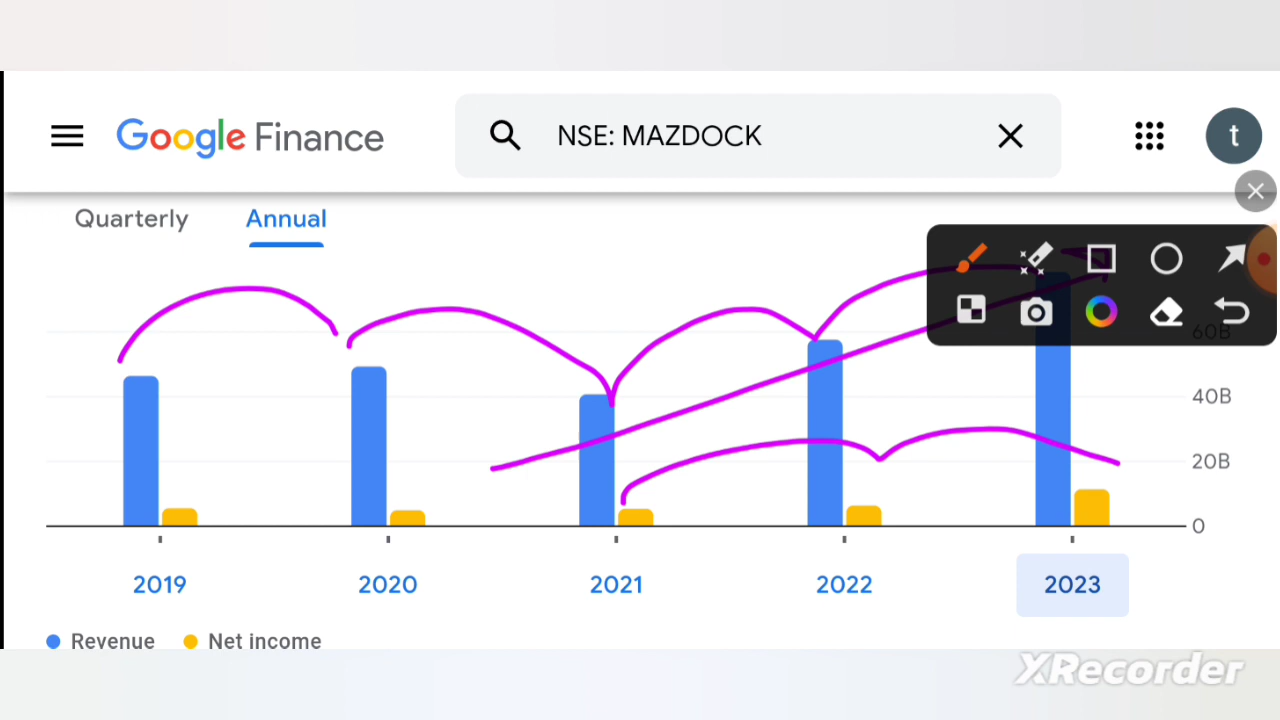 Google Finance
NSE: MAZDOCK
t
Quarterly Annual
60B
40B
20B
0
2019 2020 2021 2022 2023
Revenue Net income
XRecorder